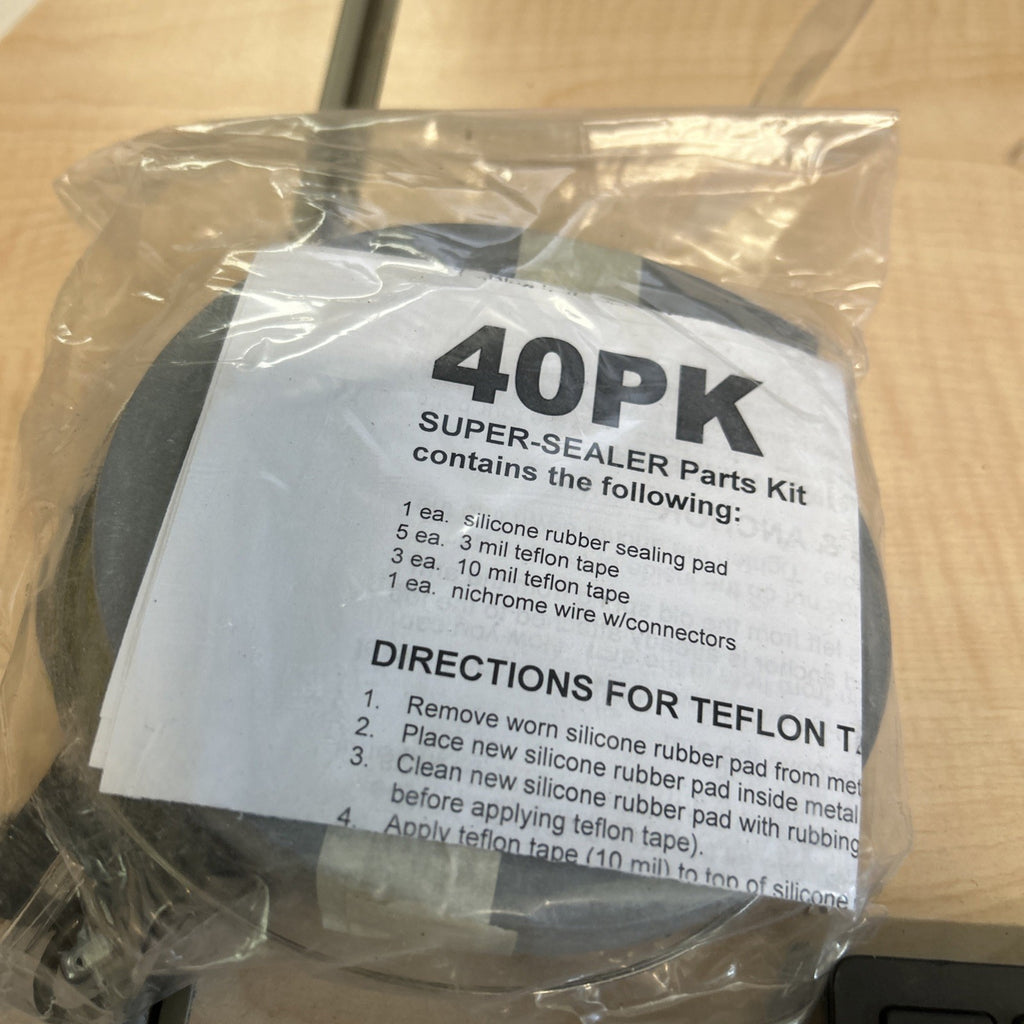 40PK
SUPER-SEALER Parts Kit
contains the following:
1 ea. silicone rubber sealing pad
5 ea. 3 mil teflon tape
3 ea. 10 mil teflon tape
1 ea. nichrome wire w/connectors
DIRECTIONS FOR TEFLON
1. Remove worn silicone rubber pad from
2. Place new silicone rubber pad inside metal
3. Clean new silicone rubber pad with rubbing
before applying teflon tape).
4. Apply teflon tape (10 mil) to top of silicone